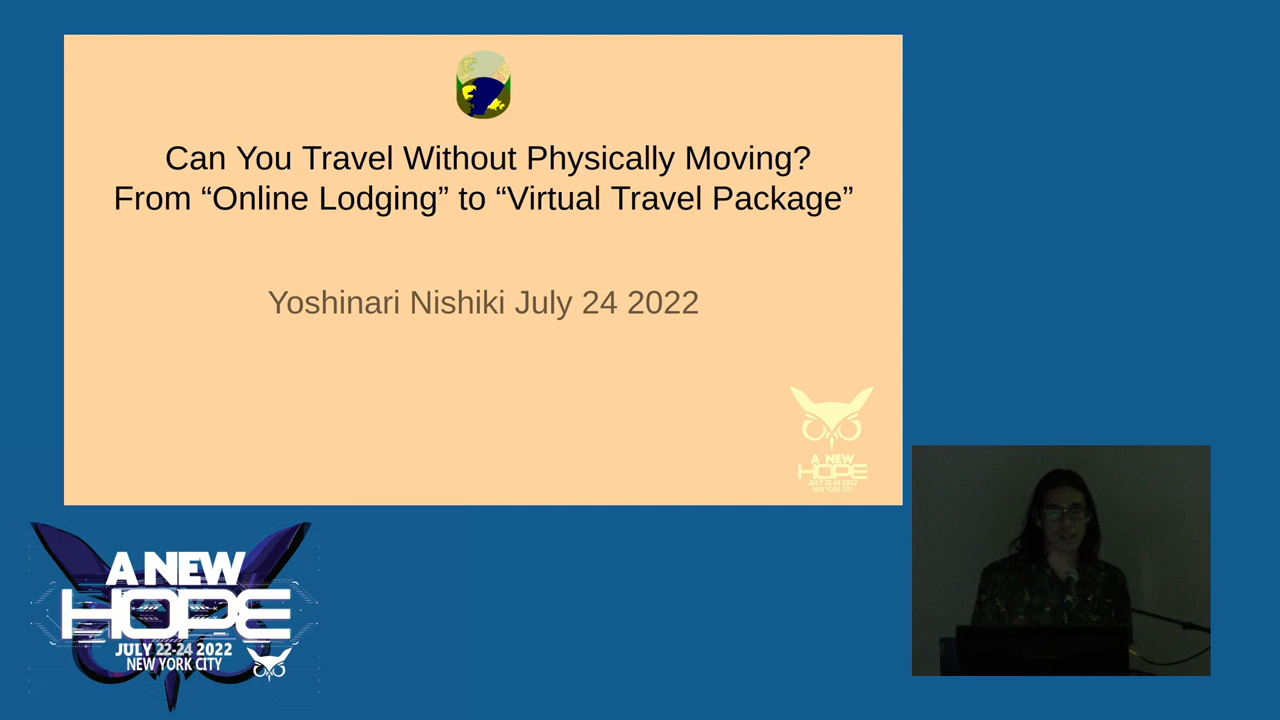 Can You Travel Without Physically Moving?
From “Online Lodging” to “Virtual Travel Package”
Yoshinari Nishiki July 24 2022
A NEW
HOPE
JULY 22-24 2022
NEW YORK CITY
A NEW
HOPE
JULY 22-24 2022
NEW YORK CITY